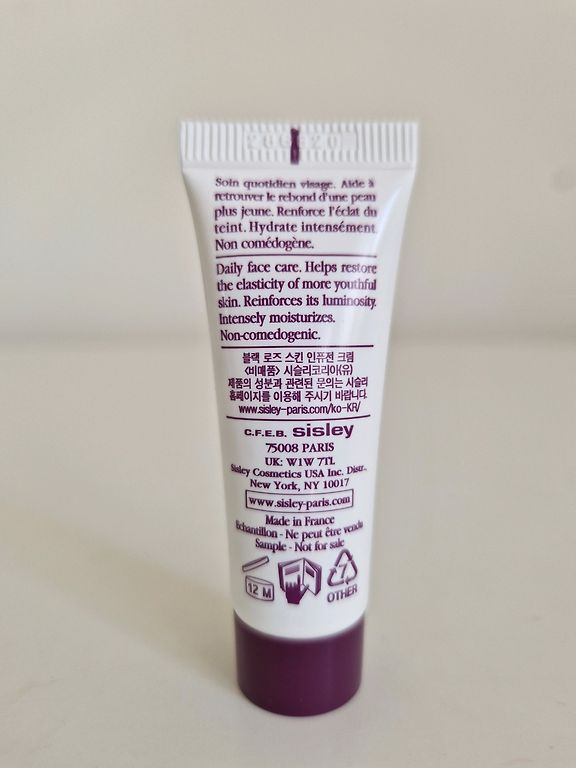 Soin quotidien visage. Aide à
retrouver le rebond d'une peau
plus jeune. Renforce l'éclat du
teint. Hydrate intensément.
Non comédogène.
Daily face care. Helps restore
the elasticity of more youthful
skin. Reinforces its luminosity.
Intensely moisturizes.
Non-comedogenic.
블랙 로즈 스킨 인퓨전 크림
<비매품> 시슬리코리아(유)
제품의 성분과 관련된 문의는 시슬리
홈페이지를 이용해 주시기 바랍니다.
www.sisley-paris.com/ko-KR/
C.F.E.B. sisley
75008 PARIS
UK: W1W 7TL
Sisley Cosmetics USA Inc. Distr.,
New York, NY 10017
www.sisley-paris.com
Made in France
Échantillon - Ne peut être vendu
Sample - Not for sale
12 M
7
OTHER